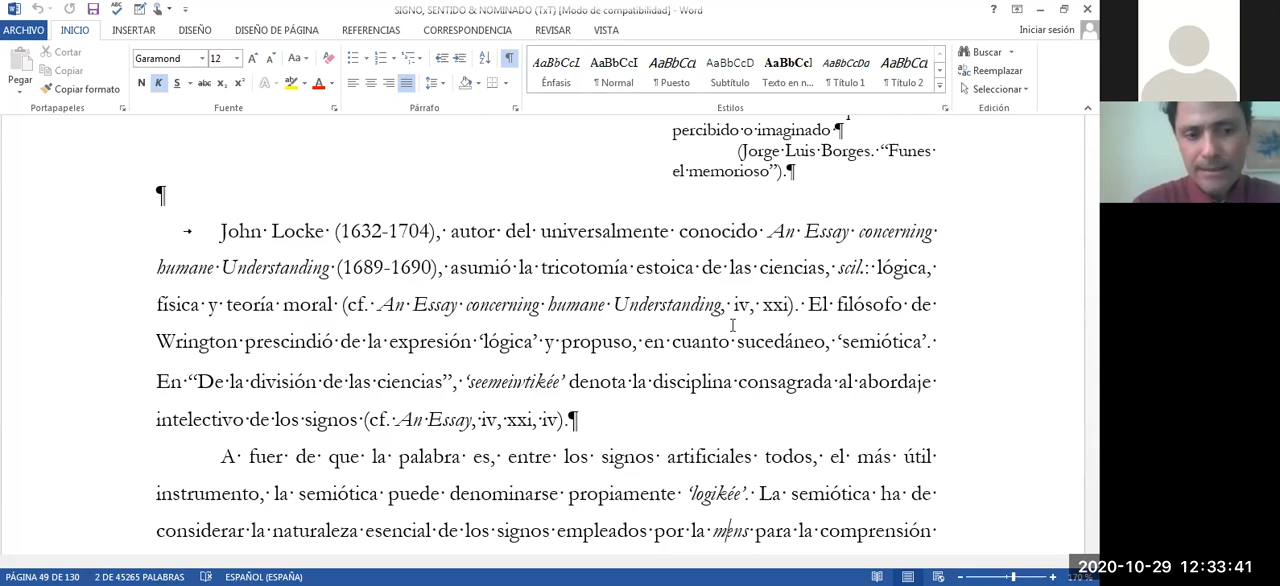 SIGNO, SENTIDO & NOMINADO (TxT) [Modo de compatibilidad] - Word
ARCHIVO INICIO INSERTAR DISEÑO DISEÑO DE PÁGINA REFERENCIAS CORRESPONDENCIA REVISAR VISTA Iniciar sesión
Pegar
Cortar
Copiar
Copiar formato
Portapapeles
Garamond 12
N K S abc x₂ x²
Fuente
Párrafo
AaBbCcI AaBbCcI AaBbCc AaBbCcD AaBbCcl AaBbCcDc AaBbCc
Énfasis ¶ Normal ¶ Puesto Subtítulo Texto en n... ¶ Título 1 ¶ Título 2
Estilos
Buscar
Reemplazar
Seleccionar
Edición
percibido o imaginado ¶
(Jorge Luis Borges. “Funes
el memorioso”).¶
¶
John Locke (1632-1704), autor del universalmente conocido An Essay concerning
humane Understanding (1689-1690), asumió la tricotomía estoica de las ciencias, scil.: lógica,
física y teoría moral (cf. An Essay concerning humane Understanding, iv, xxi). El filósofo de
Wrington prescindió de la expresión ‘lógica’ y propuso, en cuanto sucedáneo, ‘semiótica’.
En “De la división de las ciencias”, ‘seemeiwtikée’ denota la disciplina consagrada al abordaje
intelectivo de los signos (cf. An Essay, iv, xxi, iv).¶
A fuer de que la palabra es, entre los signos artificiales todos, el más útil
instrumento, la semiótica puede denominarse propiamente ‘logikée’. La semiótica ha de
considerar la naturaleza esencial de los signos empleados por la mens para la comprensión
PÁGINA 49 DE 130 2 DE 45265 PALABRAS ESPAÑOL (ESPAÑA) 170 %
2020-10-29 12:33:41